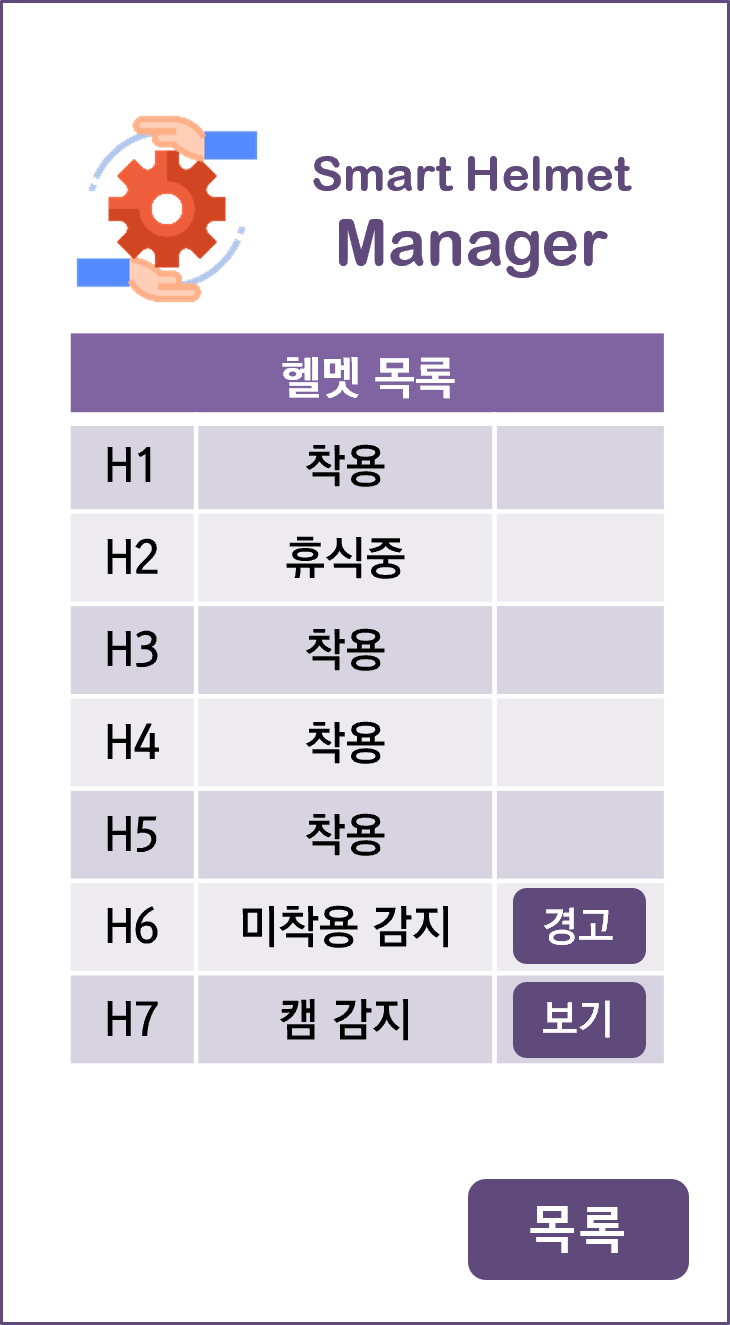 Smart Helmet
Manager
헬멧 목록
H1 착용
H2 휴식중
H3 착용
H4 착용
H5 착용
H6 미착용 감지 경고
H7 캠 감지 보기
목록